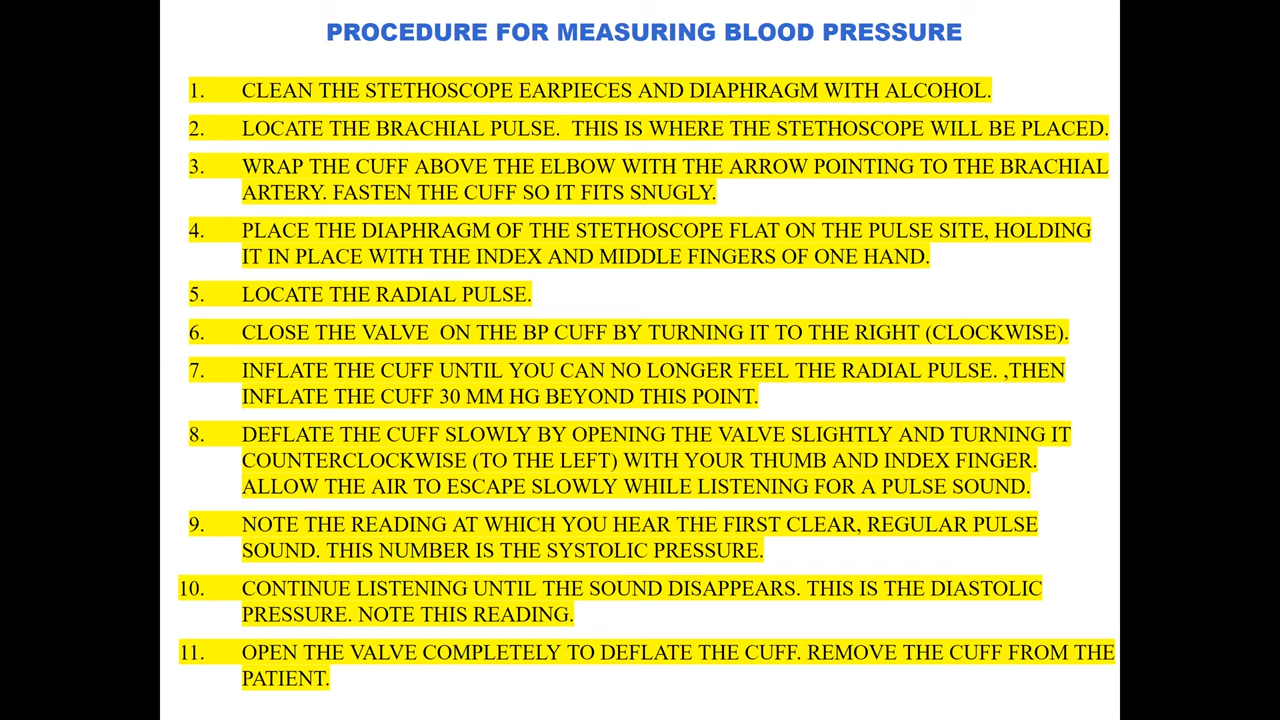 PROCEDURE FOR MEASURING BLOOD PRESSURE
1. CLEAN THE STETHOSCOPE EARPIECES AND DIAPHRAGM WITH ALCOHOL.
2. LOCATE THE BRACHIAL PULSE.  THIS IS WHERE THE STETHOSCOPE WILL BE PLACED.
3. WRAP THE CUFF ABOVE THE ELBOW WITH THE ARROW POINTING TO THE BRACHIAL
ARTERY. FASTEN THE CUFF SO IT FITS SNUGLY.
4. PLACE THE DIAPHRAGM OF THE STETHOSCOPE FLAT ON THE PULSE SITE, HOLDING
IT IN PLACE WITH THE INDEX AND MIDDLE FINGERS OF ONE HAND.
5. LOCATE THE RADIAL PULSE.
6. CLOSE THE VALVE  ON THE BP CUFF BY TURNING IT TO THE RIGHT (CLOCKWISE).
7. INFLATE THE CUFF UNTIL YOU CAN NO LONGER FEEL THE RADIAL PULSE. ,THEN
INFLATE THE CUFF 30 MM HG BEYOND THIS POINT.
8. DEFLATE THE CUFF SLOWLY BY OPENING THE VALVE SLIGHTLY AND TURNING IT
COUNTERCLOCKWISE (TO THE LEFT) WITH YOUR THUMB AND INDEX FINGER.
ALLOW THE AIR TO ESCAPE SLOWLY WHILE LISTENING FOR A PULSE SOUND.
9. NOTE THE READING AT WHICH YOU HEAR THE FIRST CLEAR, REGULAR PULSE
SOUND. THIS NUMBER IS THE SYSTOLIC PRESSURE.
10. CONTINUE LISTENING UNTIL THE SOUND DISAPPEARS. THIS IS THE DIASTOLIC
PRESSURE. NOTE THIS READING.
11. OPEN THE VALVE COMPLETELY TO DEFLATE THE CUFF. REMOVE THE CUFF FROM THE
PATIENT.